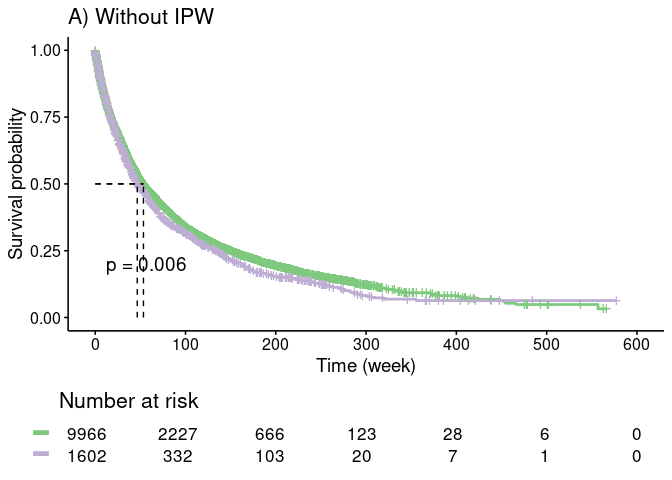 A) Without IPW
1.00
0.75
0.50
0.25
0.00
Survival probability
p = 0.006
0 100 200 300 400 500 600
Time (week)
Number at risk
9966 2227 666 123 28 6 0
1602 332 103 20 7 1 0